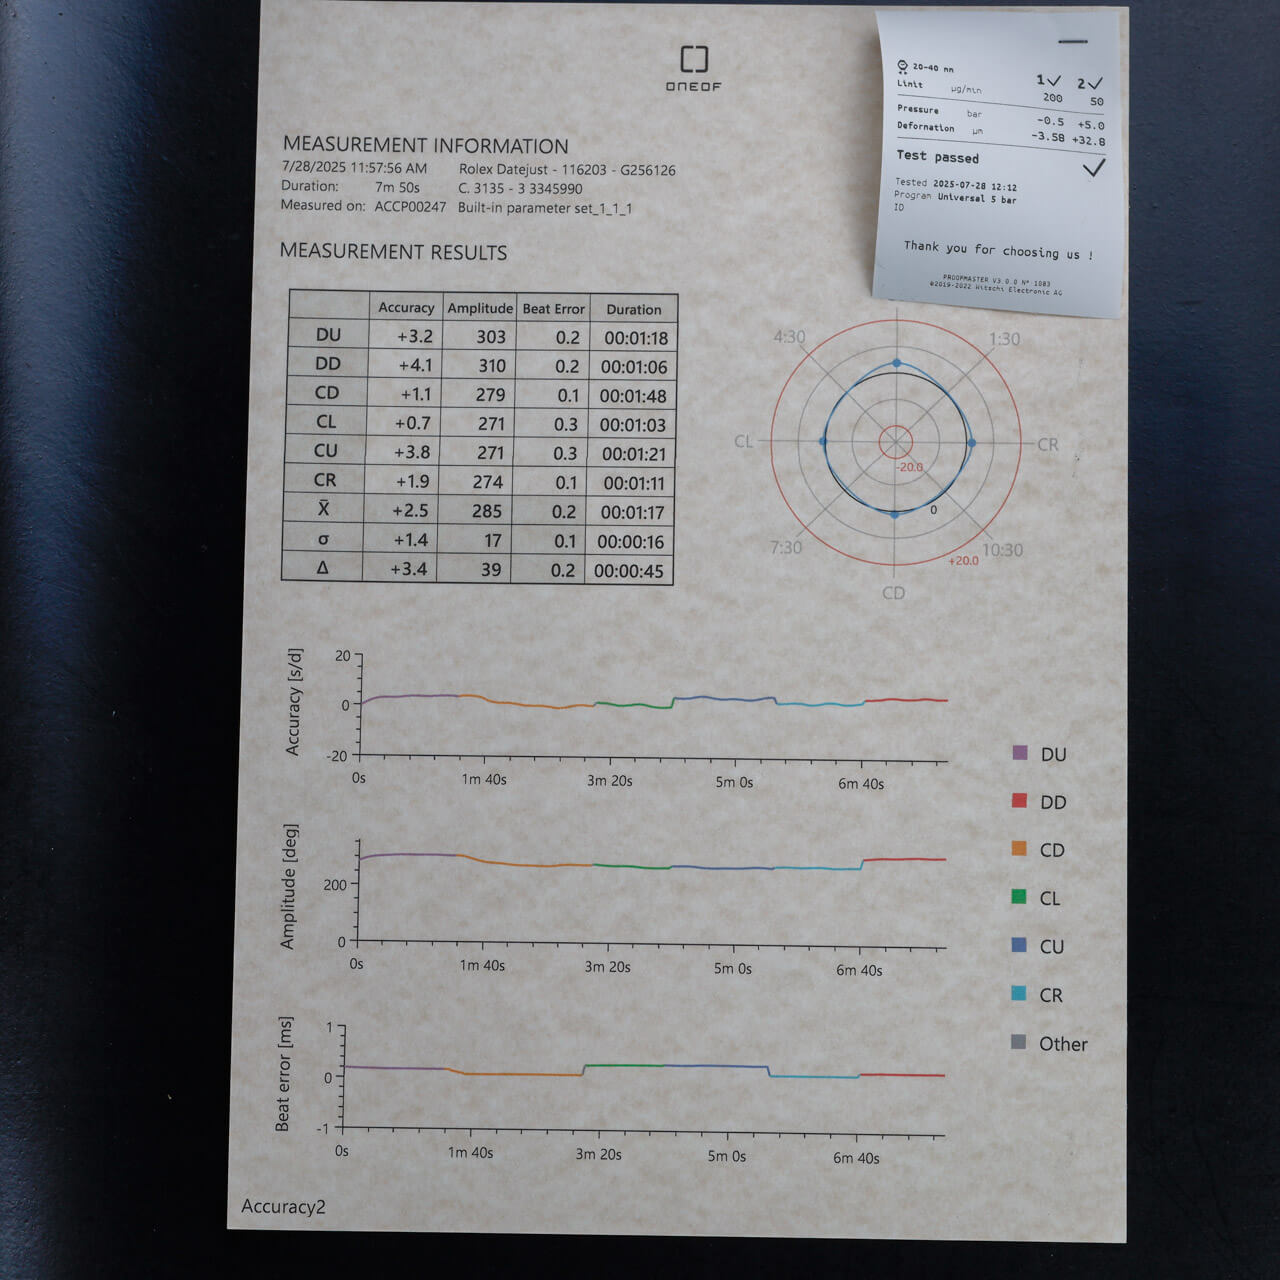 ONEOF
MEASUREMENT INFORMATION
7/28/2025 11:57:56 AM Rolex Datejust - 116203 - G256126
Duration: 7m 50s C. 3135 - 3 3345990
Measured on: ACCP00247 Built-in parameter set_1_1_1
MEASUREMENT RESULTS
Accuracy Amplitude Beat Error Duration
DU +3.2 303 0.2 00:01:18
DD +4.1 310 0.2 00:01:06
CD +1.1 279 0.1 00:01:48
CL +0.7 271 0.3 00:01:03
CU +3.8 271 0.3 00:01:21
CR +1.9 274 0.1 00:01:11
X̄ +2.5 285 0.2 00:01:17
σ +1.4 17 0.1 00:00:16
Δ +3.4 39 0.2 00:00:45
20-40 mm 1✓ 2✓
Limit µg/min 200 50
Pressure bar -0.5 +5.0
Deformation µm -3.58 +32.8
Test passed ✓
Tested 2025-07-28 12:12
Program Universal 5 bar
ID
Thank you for choosing us !
PROOFMASTER V3.0.0 N° 1083
©2019-2022 Witschi Electronic AG
4:30 1:30
CL CR
-20.0
0
7:30 10:30
+20.0
CD
Accuracy [s/d]
20
0
-20
0s 1m 40s 3m 20s 5m 0s 6m 40s
Amplitude [deg]
200
0
0s 1m 40s 3m 20s 5m 0s 6m 40s
Beat error [ms]
1
0
-1
0s 1m 40s 3m 20s 5m 0s 6m 40s
DU
DD
CD
CL
CU
CR
Other
Accuracy2